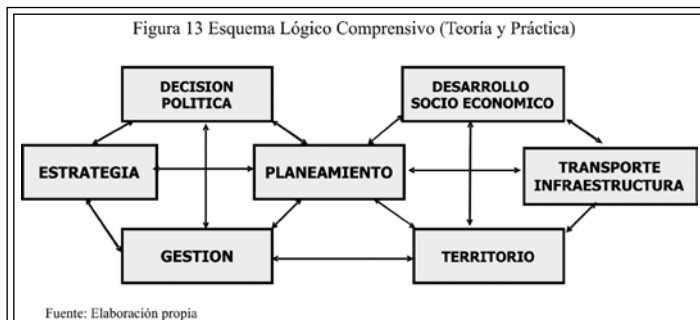 Figura 13 Esquema Lógico Comprensivo (Teoría y Práctica)
DECISION
POLITICA
DESARROLLO
SOCIO ECONOMICO
ESTRATEGIA
PLANEAMIENTO
TRANSPORTE
INFRAESTRUCTURA
GESTION
TERRITORIO
Fuente: Elaboración propia